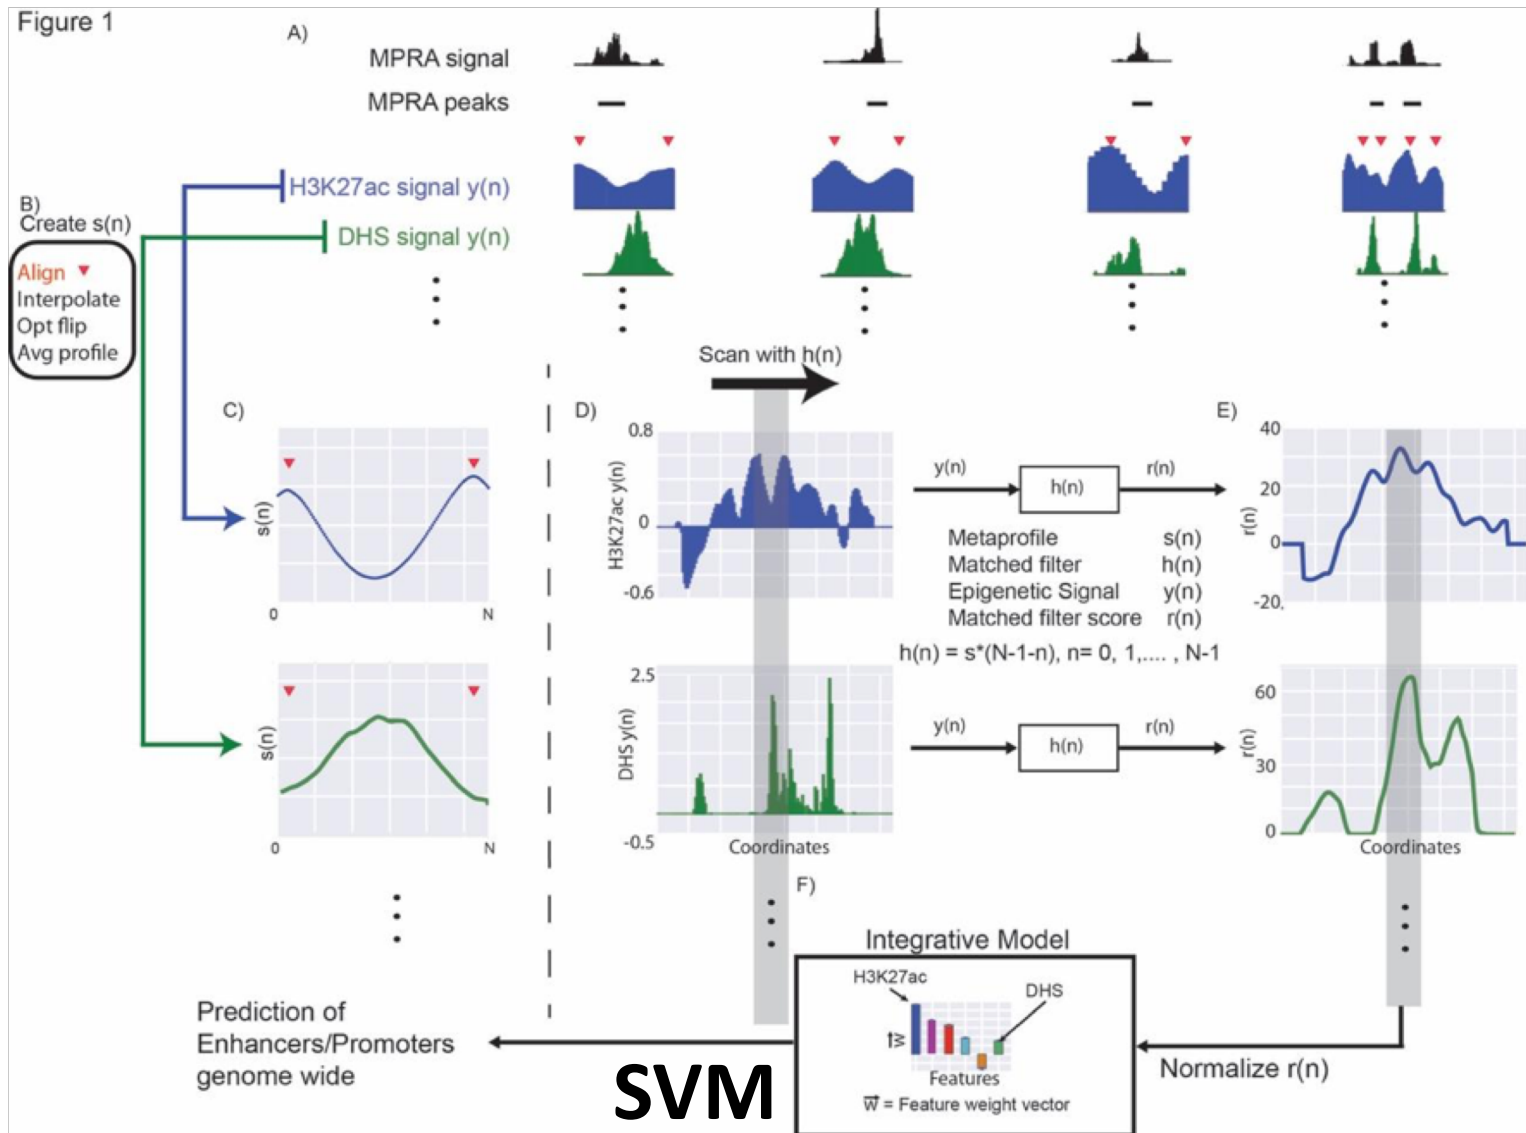 Figure 1
A)
MPRA signal
MPRA peaks
H3K27ac signal y(n)
DHS signal y(n)
B)
Create s(n)
Align
Interpolate
Opt flip
Avg profile
Scan with h(n)
C)
s(n)
0
N
s(n)
0
N
D)
0.8
0
-0.6
H3K27ac y(n)
2.5
-0.5
DHS y(n)
Coordinates
y(n)
h(n)
r(n)
Metaprofile s(n)
Matched filter h(n)
Epigenetic Signal y(n)
Matched filter score r(n)
h(n) = s*(N-1-n), n= 0, 1,.... , N-1
y(n)
h(n)
r(n)
E)
40
20
0
-20
r(n)
60
30
0
r(n)
Coordinates
F)
Integrative Model
H3K27ac
DHS
w
Features
w = Feature weight vector
Normalize r(n)
SVM
Prediction of
Enhancers/Promoters
genome wide